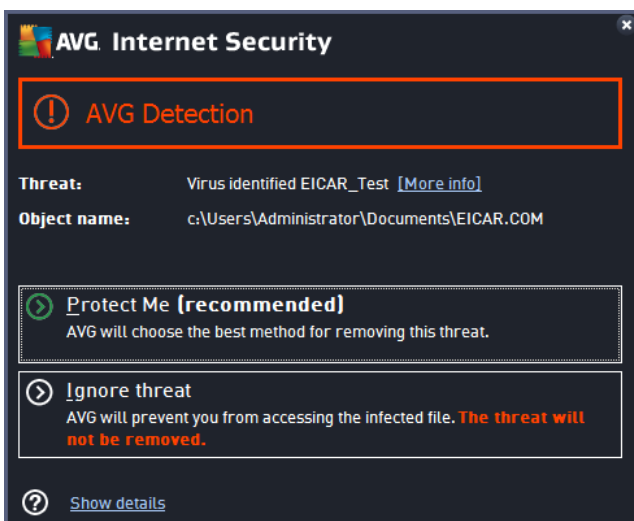 AVG. Internet Security
AVG Detection
Threat: Virus identified EICAR_Test [More info]
Object name: c:\Users\Administrator\Documents\EICAR.COM
Protect Me (recommended)
AVG will choose the best method for removing this threat.
Ignore threat
AVG will prevent you from accessing the infected file. The threat will
not be removed.
Show details